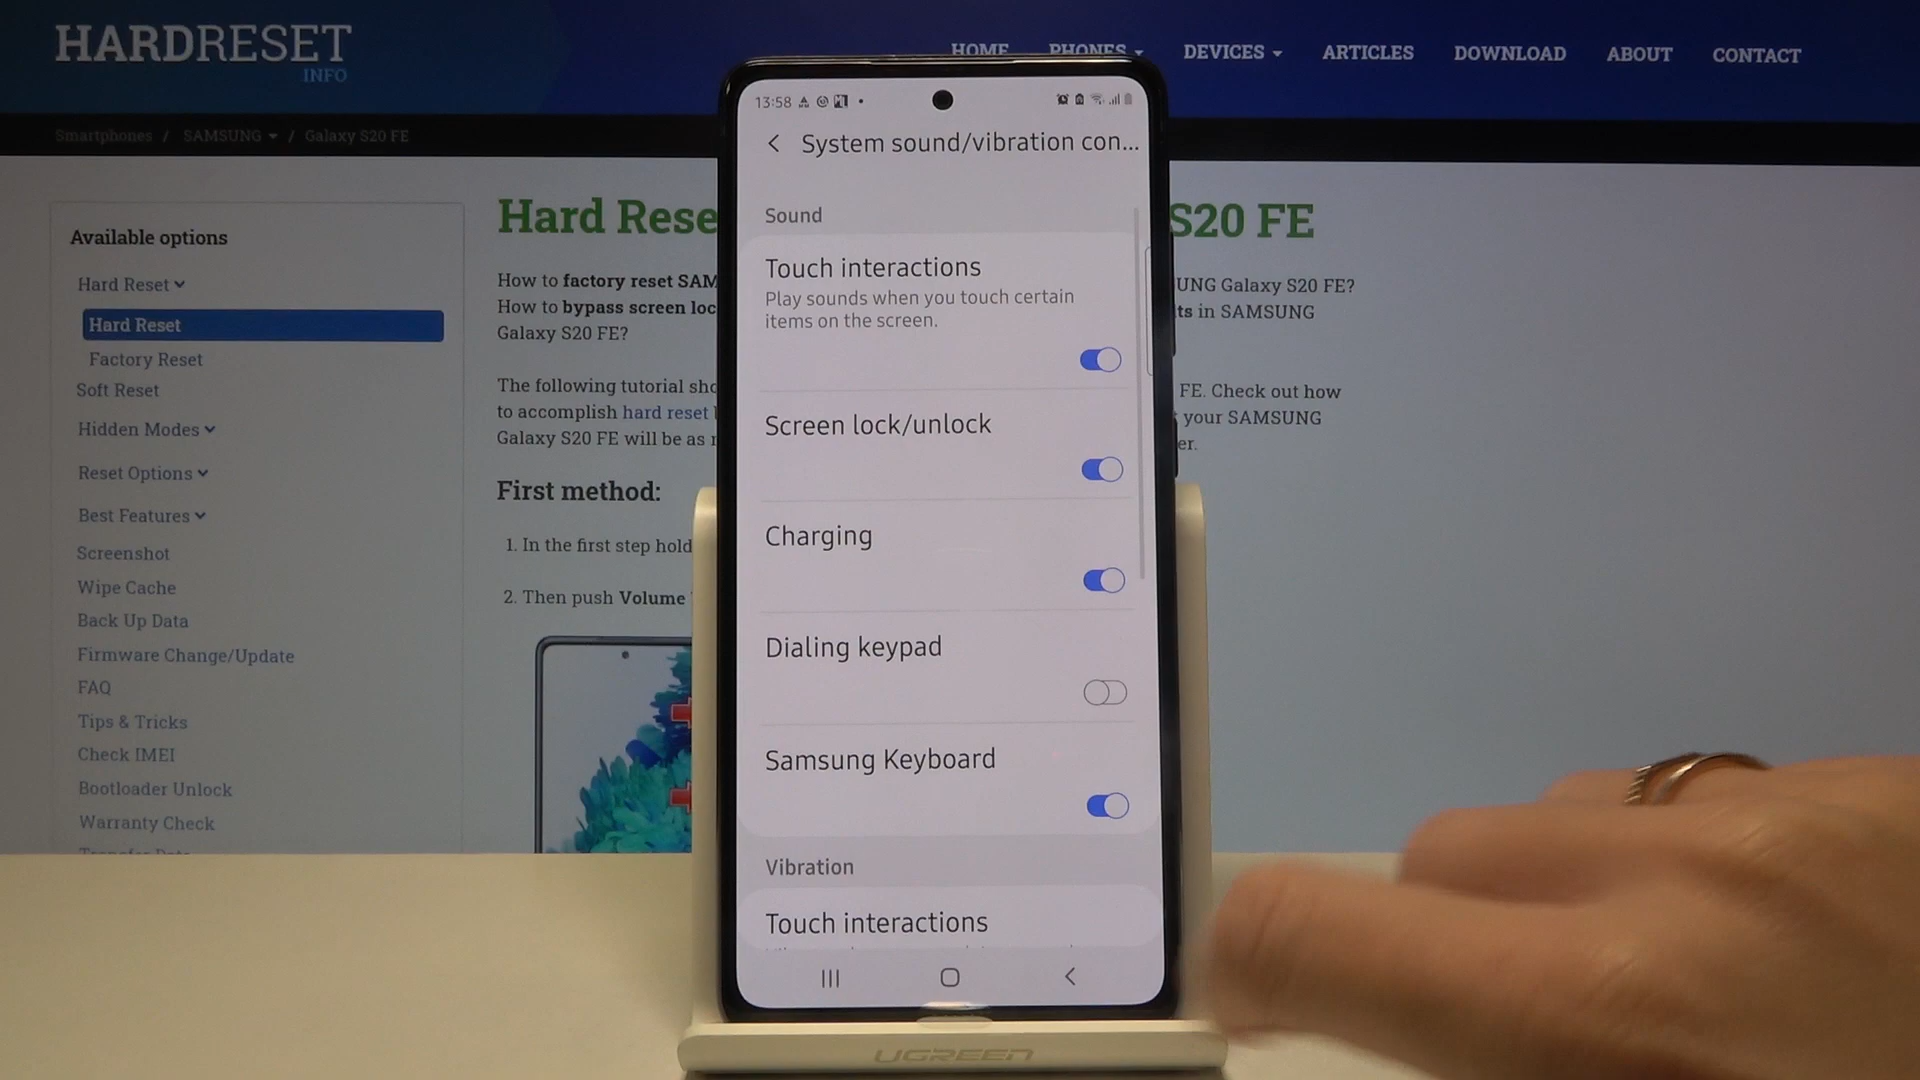 HARDRESET
INFO
HOME PHONES DEVICES ARTICLES DOWNLOAD ABOUT CONTACT
Smartphones / SAMSUNG / Galaxy S20 FE
Available options
Hard Reset
Hard Reset
Factory Reset
Soft Reset
Hidden Modes
Reset Options
Best Features
Screenshot
Wipe Cache
Back Up Data
Firmware Change/Update
FAQ
Tips & Tricks
Check IMEI
Bootloader Unlock
Warranty Check
Hard Rese
S20 FE
How to factory reset SAM
UNG Galaxy S20 FE?
How to bypass screen loc
ts in SAMSUNG
Galaxy S20 FE?
The following tutorial sho
FE. Check out how
to accomplish hard reset
your SAMSUNG
Galaxy S20 FE will be as
er.
First method:
1. In the first step hold
2. Then push Volume
13:58
System sound/vibration con...
Sound
Touch interactions
Play sounds when you touch certain
items on the screen.
Screen lock/unlock
Charging
Dialing keypad
Samsung Keyboard
Vibration
Touch interactions
UGREEN